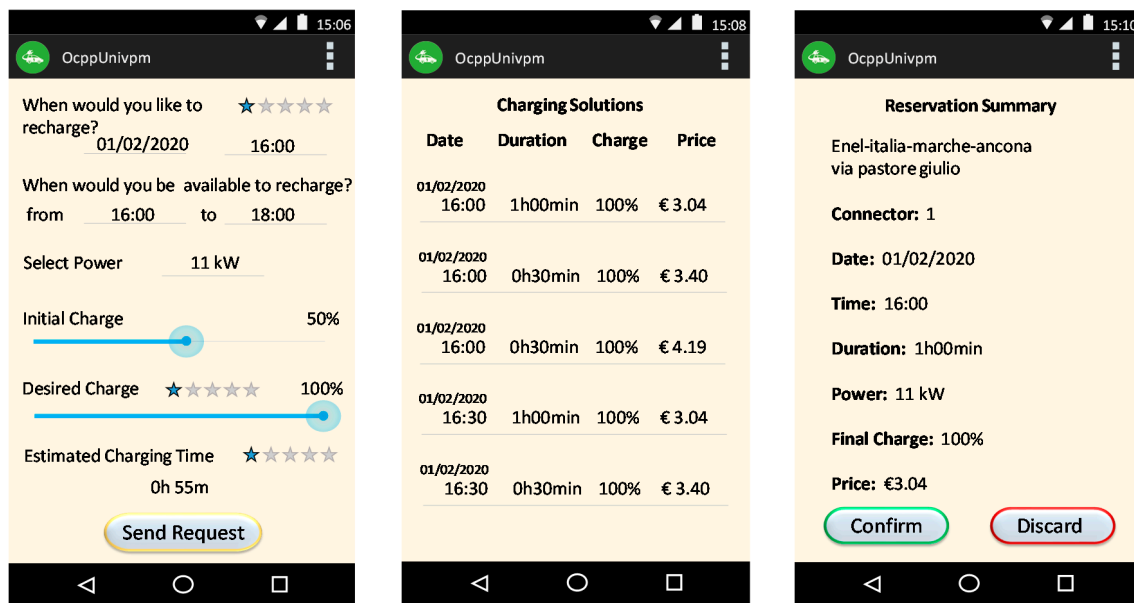 15:06
OcppUnivpm
When would you like to
recharge?
01/02/2020 16:00
When would you be available to recharge?
from 16:00 to 18:00
Select Power 11 kW
Initial Charge 50%
Desired Charge 100%
Estimated Charging Time
0h 55m
Send Request
15:08
OcppUnivpm
Charging Solutions
Date Duration Charge Price
01/02/2020
16:00 1h00min 100% € 3.04
01/02/2020
16:00 0h30min 100% € 3.40
01/02/2020
16:00 0h30min 100% € 4.19
01/02/2020
16:30 1h00min 100% € 3.04
01/02/2020
16:30 0h30min 100% € 3.40
15:10
OcppUnivpm
Reservation Summary
Enel-italia-marche-ancona
via pastore giulio
Connector: 1
Date: 01/02/2020
Time: 16:00
Duration: 1h00min
Power: 11 kW
Final Charge: 100%
Price: €3.04
Confirm Discard